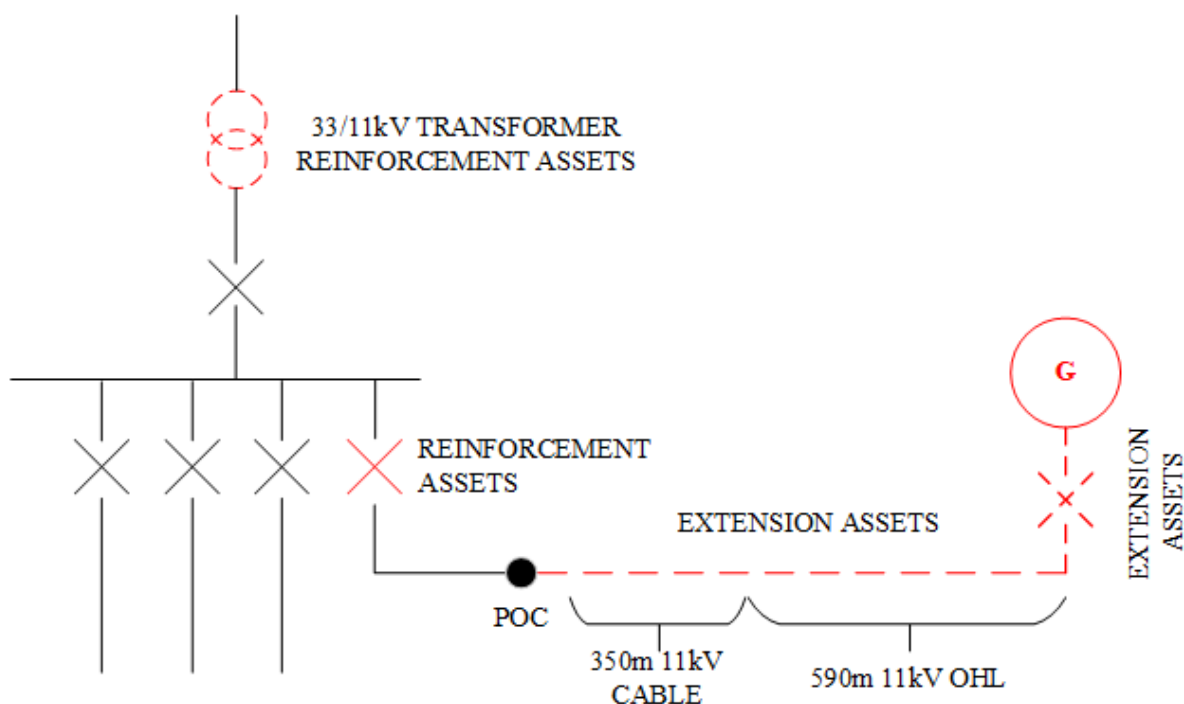 33/11kV TRANSFORMER
REINFORCEMENT ASSETS
G
REINFORCEMENT
ASSETS
EXTENSION ASSETS
EXTENSION
ASSETS
POC
350m 11kV
CABLE
590m 11kV OHL